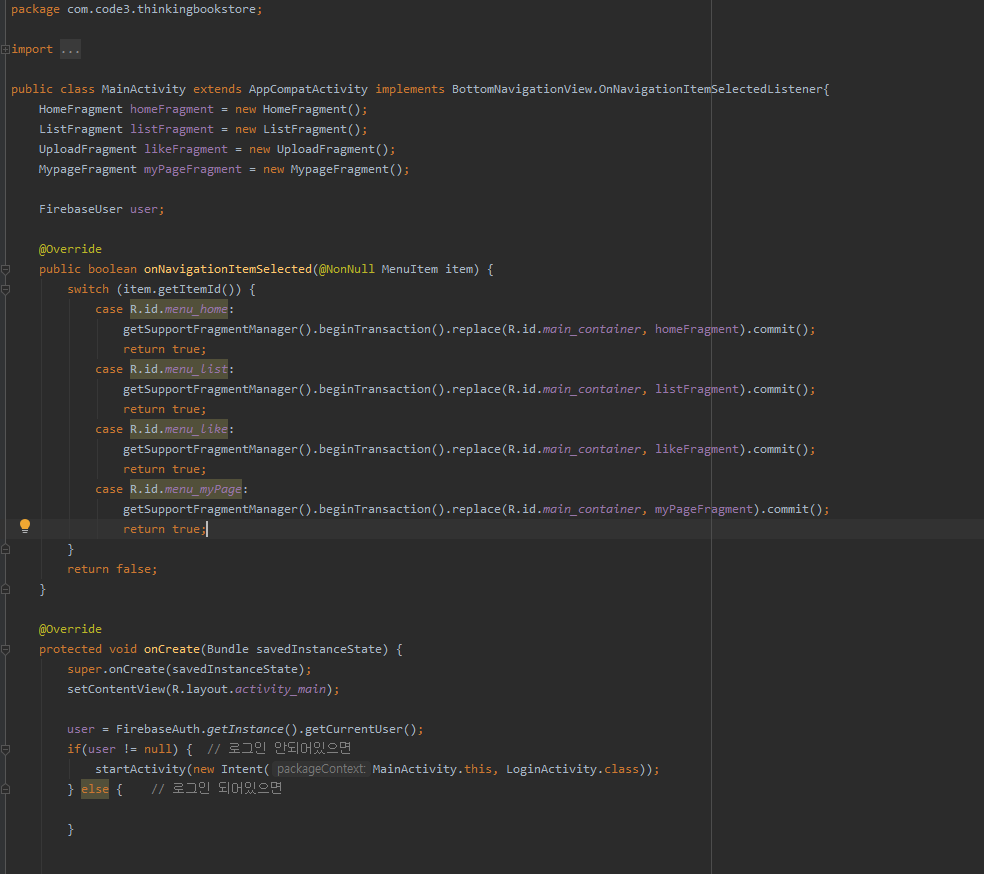 package com.code3.thinkingbookstore;
import ...
public class MainActivity extends AppCompatActivity implements BottomNavigationView.OnNavigationItemSelectedListener{
HomeFragment homeFragment = new HomeFragment();
ListFragment listFragment = new ListFragment();
UploadFragment likeFragment = new UploadFragment();
MypageFragment myPageFragment = new MypageFragment();
FirebaseUser user;
@Override
public boolean onNavigationItemSelected(@NonNull MenuItem item) {
switch (item.getItemId()) {
case R.id.menu_home:
getSupportFragmentManager().beginTransaction().replace(R.id.main_container, homeFragment).commit();
return true;
case R.id.menu_list:
getSupportFragmentManager().beginTransaction().replace(R.id.main_container, listFragment).commit();
return true;
case R.id.menu_like:
getSupportFragmentManager().beginTransaction().replace(R.id.main_container, likeFragment).commit();
return true;
case R.id.menu_myPage:
getSupportFragmentManager().beginTransaction().replace(R.id.main_container, myPageFragment).commit();
return true;
}
return false;
}
@Override
protected void onCreate(Bundle savedInstanceState) {
super.onCreate(savedInstanceState);
setContentView(R.layout.activity_main);
user = FirebaseAuth.getInstance().getCurrentUser();
if(user != null) { // 로그인 안되어있으면
startActivity(new Intent( packageContext: MainActivity.this, LoginActivity.class));
} else { // 로그인 되어있으면
}